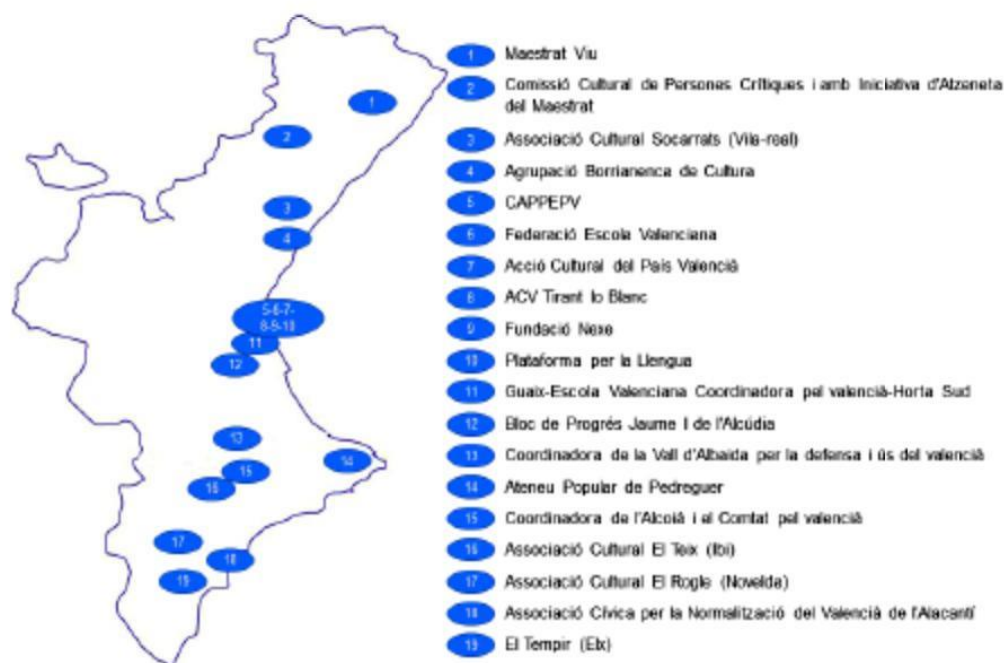 1
2
3
4
5-6-7-
8-9-10
11
12
13
14
15
16
17
18
19
1 Maestrat Viu
2 Comissió Cultural de Persones Crítiques i amb Iniciativa d'Atzeneta
del Maestrat
3 Associació Cultural Socarrats (Vila-real)
4 Agrupació Borrianenca de Cultura
5 CAPPEPV
6 Federació Escola Valenciana
7 Acció Cultural del País Valencià
8 ACV Tirant lo Blanc
9 Fundació Nexe
10 Plataforma per la Llengua
11 Guaix-Escola Valenciana Coordinadora pel valencià-Horta Sud
12 Bloc de Progrés Jaume I de l'Alcúdia
13 Coordinadora de la Vall d'Albaida per la defensa i ús del valencià
14 Ateneu Popular de Pedreguer
15 Coordinadora de l'Alcoià i el Comtat pel valencià
16 Associació Cultural El Teix (Ibi)
17 Associació Cultural El Rogle (Novelda)
18 Associació Cívica per la Normalització del Valencià de l'Alacantí
19 El Tempir (Elx)